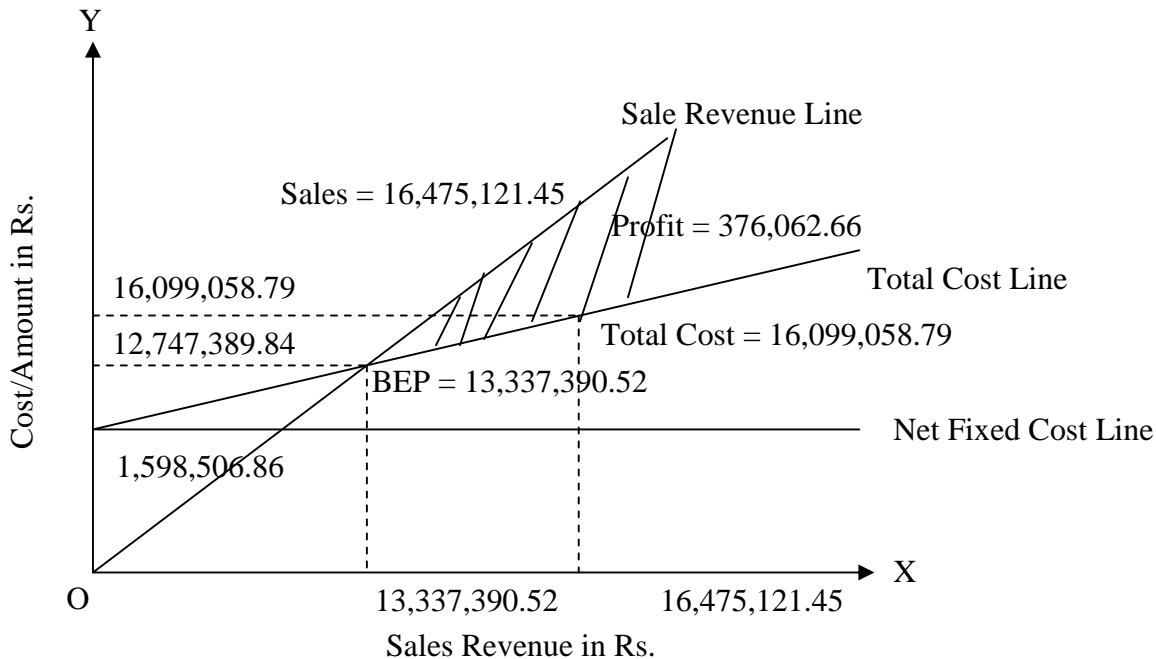 Y
Sale Revenue Line
Sales = 16,475,121.45
Profit = 376,062.66
16,099,058.79
Total Cost Line
Total Cost = 16,099,058.79
12,747,389.84
BEP = 13,337,390.52
Cost/Amount in Rs.
Net Fixed Cost Line
1,598,506.86
X
O
13,337,390.52
16,475,121.45
Sales Revenue in Rs.